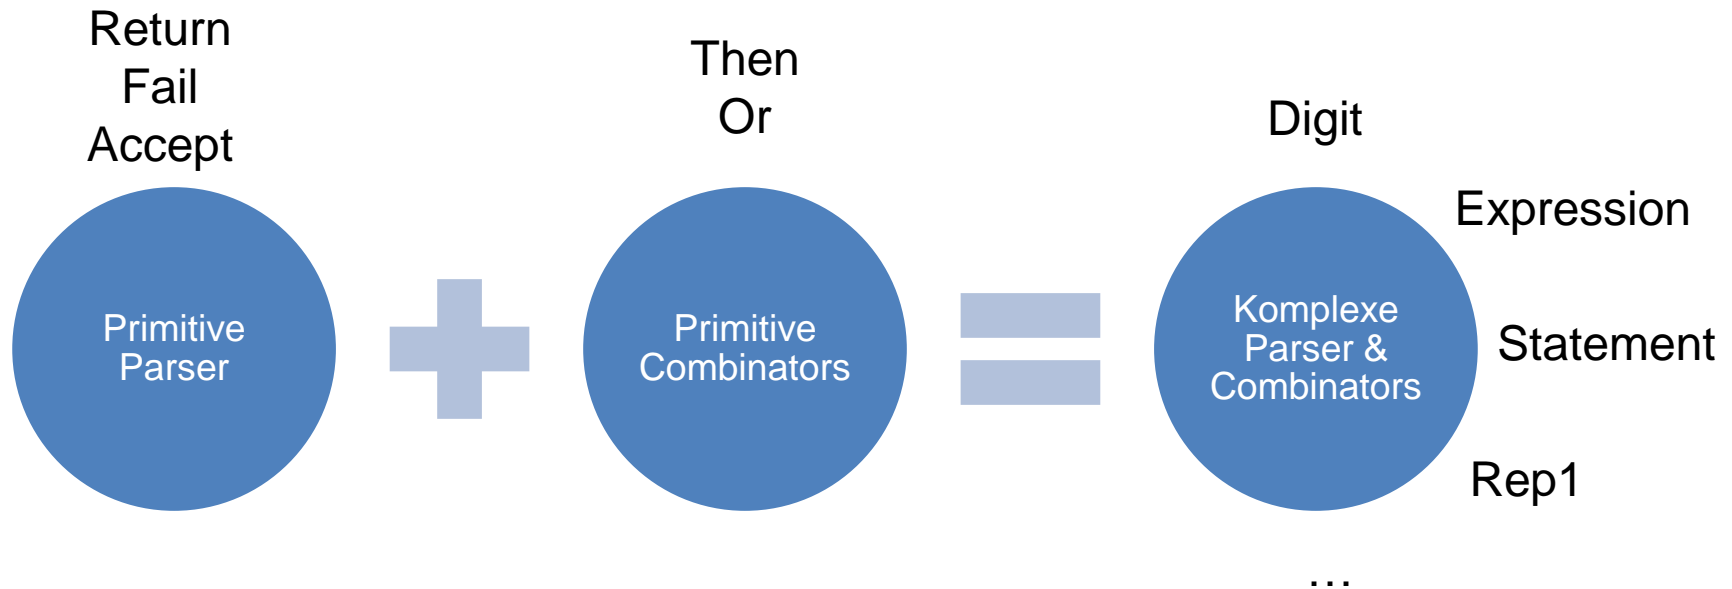 Return
Fail
Accept
Primitive
Parser
Then
Or
Primitive
Combinators
Digit
Expression
Komplexe
Parser &
Combinators
Statement
Rep1
…